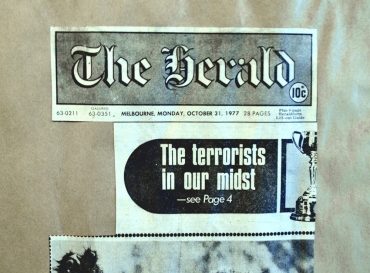 The Herald
10c
63-0211 63-0351 MELBOURNE, MONDAY, OCTOBER 31, 1977 28 PAGES
The terrorists
in our midst
—see Page 4